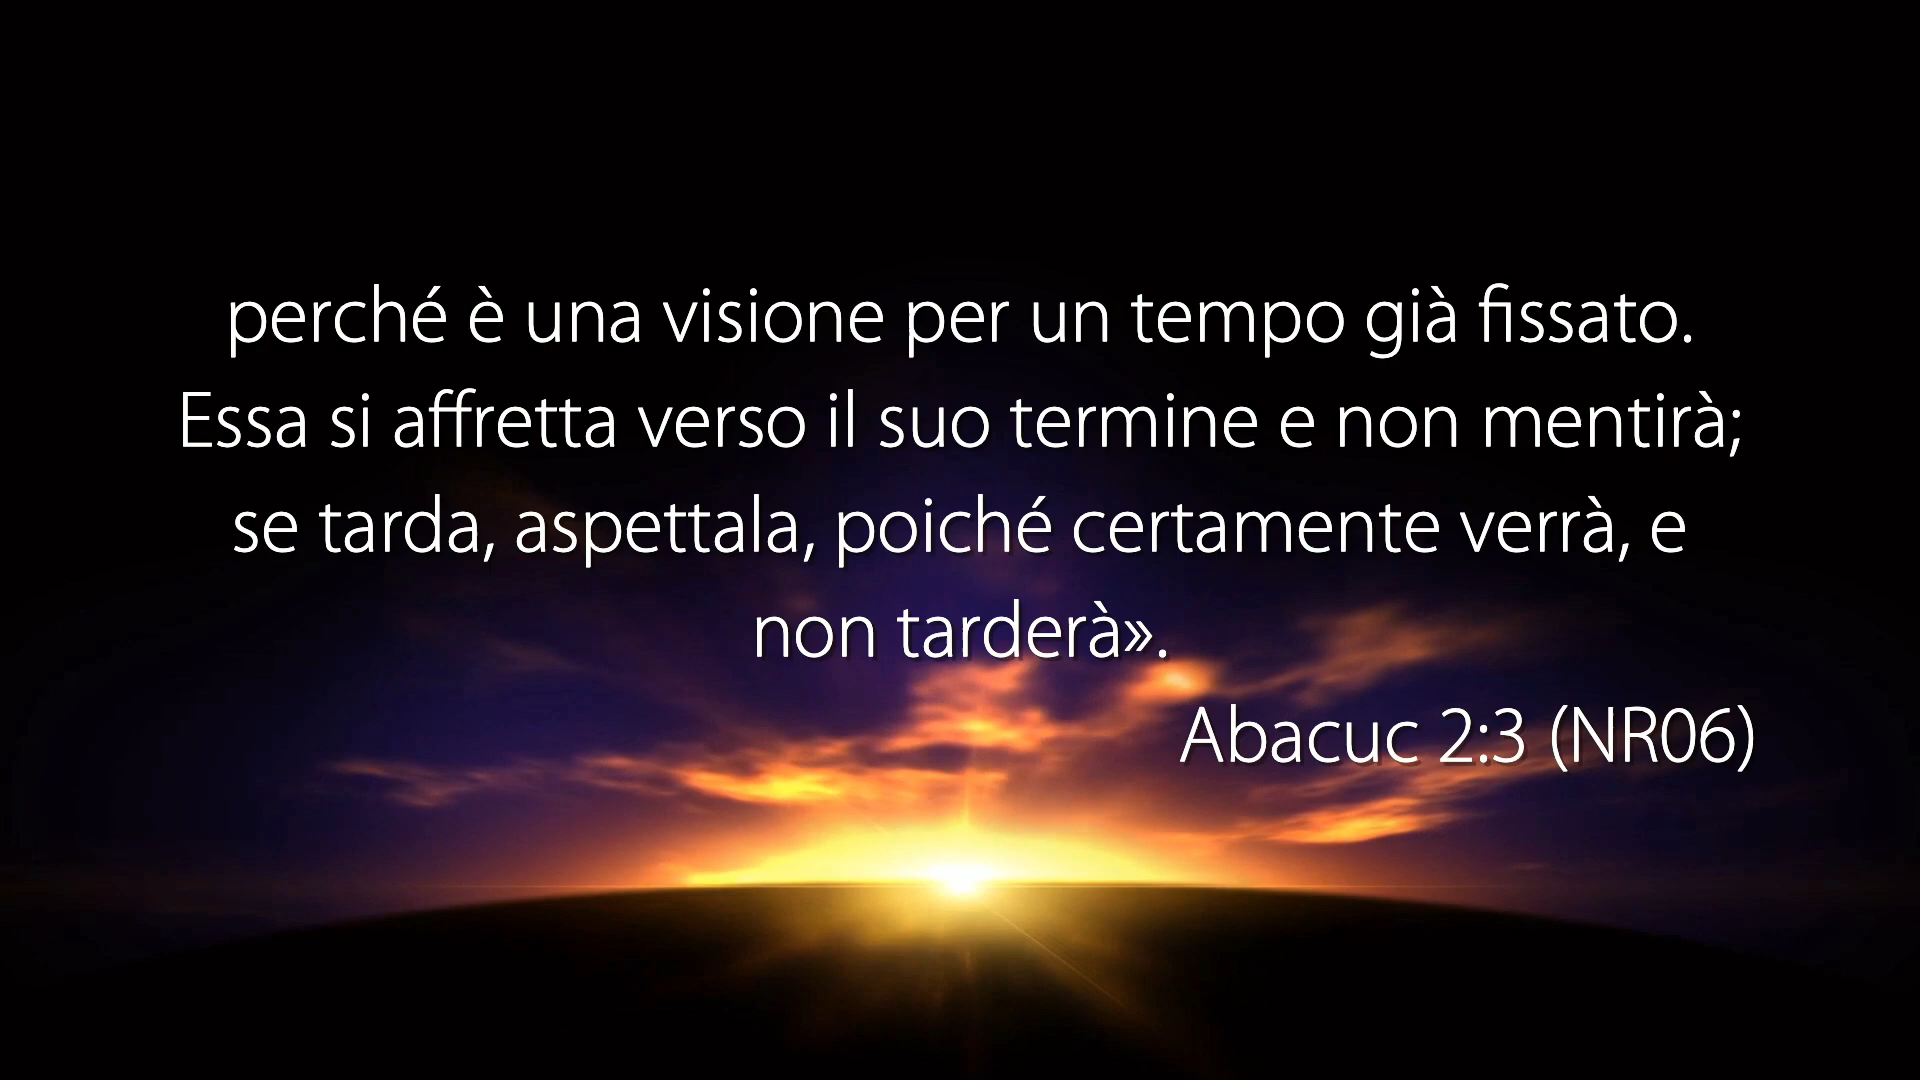 perché è una visione per un tempo già fissato.
Essa si affretta verso il suo termine e non mentirà;
se tarda, aspettala, poiché certamente verrà, e
non tarderà».
Abacuc 2:3 (NR06)